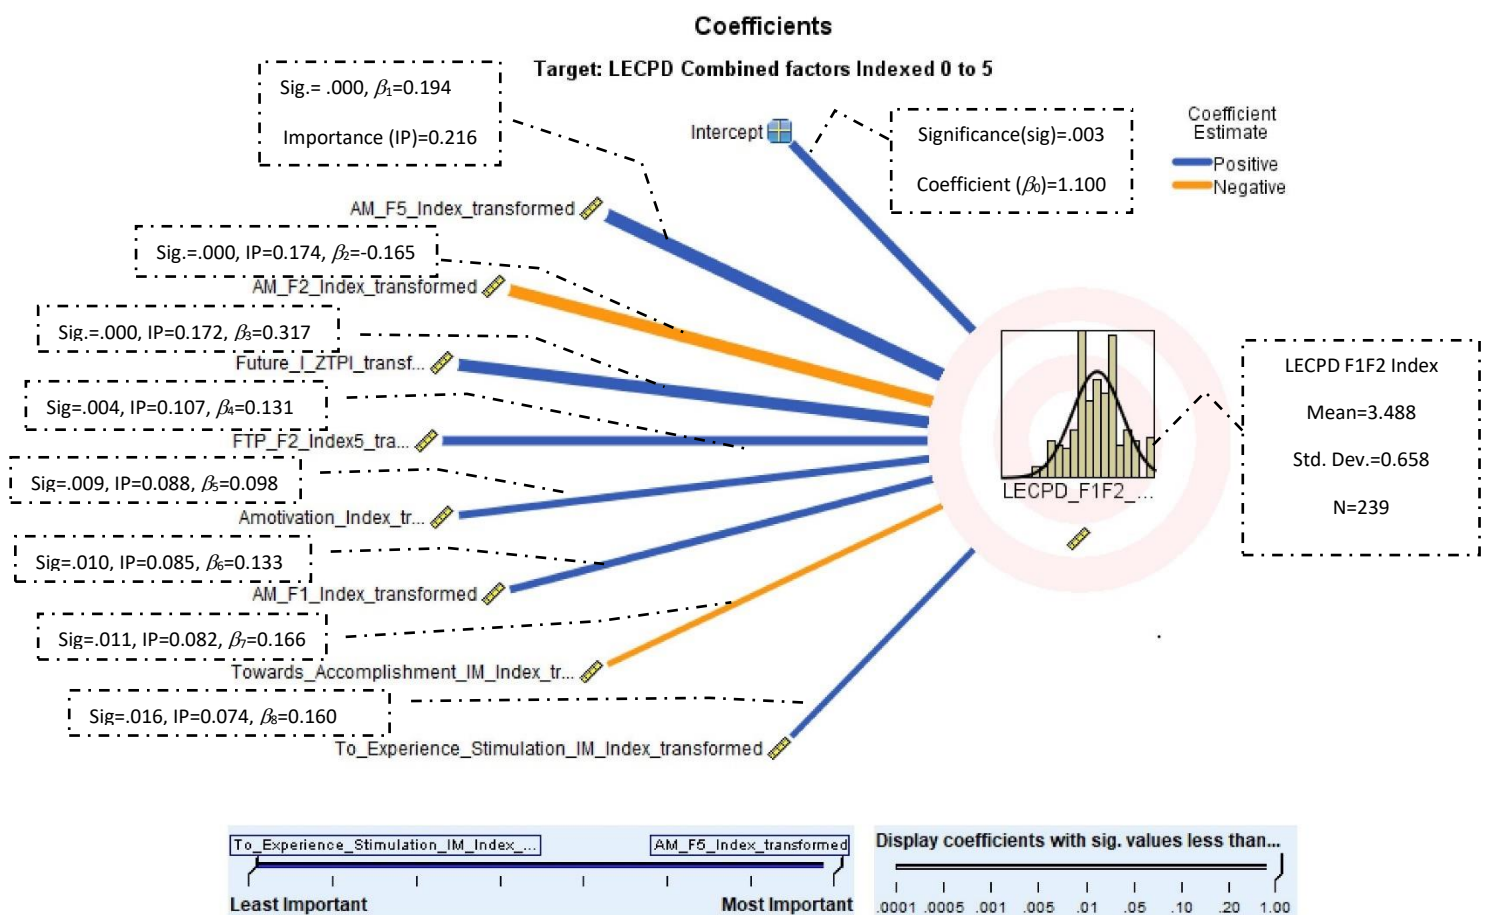 Coefficients
Target: LECPD Combined factors Indexed 0 to 5
Sig.= .000, β1=0.194
Importance (IP)=0.216
Intercept
Significance(sig)=.003
Coefficient (β0)=1.100
Coefficient
Estimate
Positive
Negative
AM_F5_Index_transformed
Sig.=.000, IP=0.174, β2=-0.165
AM_F2_Index_transformed
Sig.=.000, IP=0.172, β3=0.317
Future_I_ZTPI_transf...
Sig=.004, IP=0.107, β4=0.131
FTP_F2_Index5_tra...
Sig=.009, IP=0.088, β5=0.098
Amotivation_Index_tr...
Sig=.010, IP=0.085, β6=0.133
AM_F1_Index_transformed
Sig=.011, IP=0.082, β7=0.166
Towards_Accomplishment_IM_Index_tr...
Sig=.016, IP=0.074, β8=0.160
To_Experience_Stimulation_IM_Index_transformed
LECPD_F1F2_...
LECPD F1F2 Index
Mean=3.488
Std. Dev.=0.658
N=239
To_Experience_Stimulation_IM_Index_...
AM_F5_Index_transformed
Least Important
Most Important
Display coefficients with sig. values less than...
.0001 .0005 .001 .005 .01 .05 .10 .20 1.00